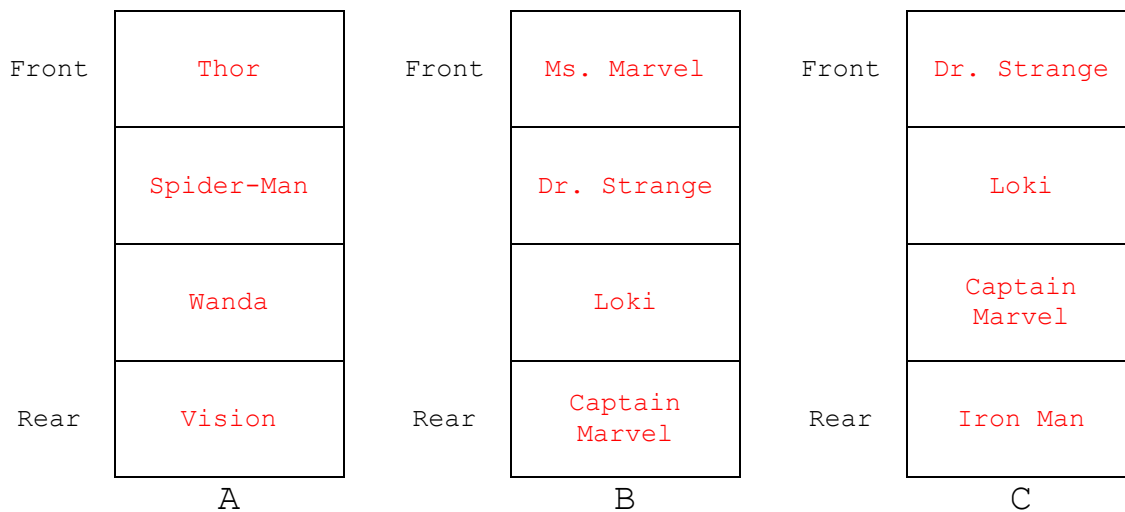 Front Thor Front Ms. Marvel Front Dr. Strange
Spider-Man Dr. Strange Loki
Wanda Loki Captain
Marvel
Rear Vision Rear Captain
Marvel Rear Iron Man
A B C